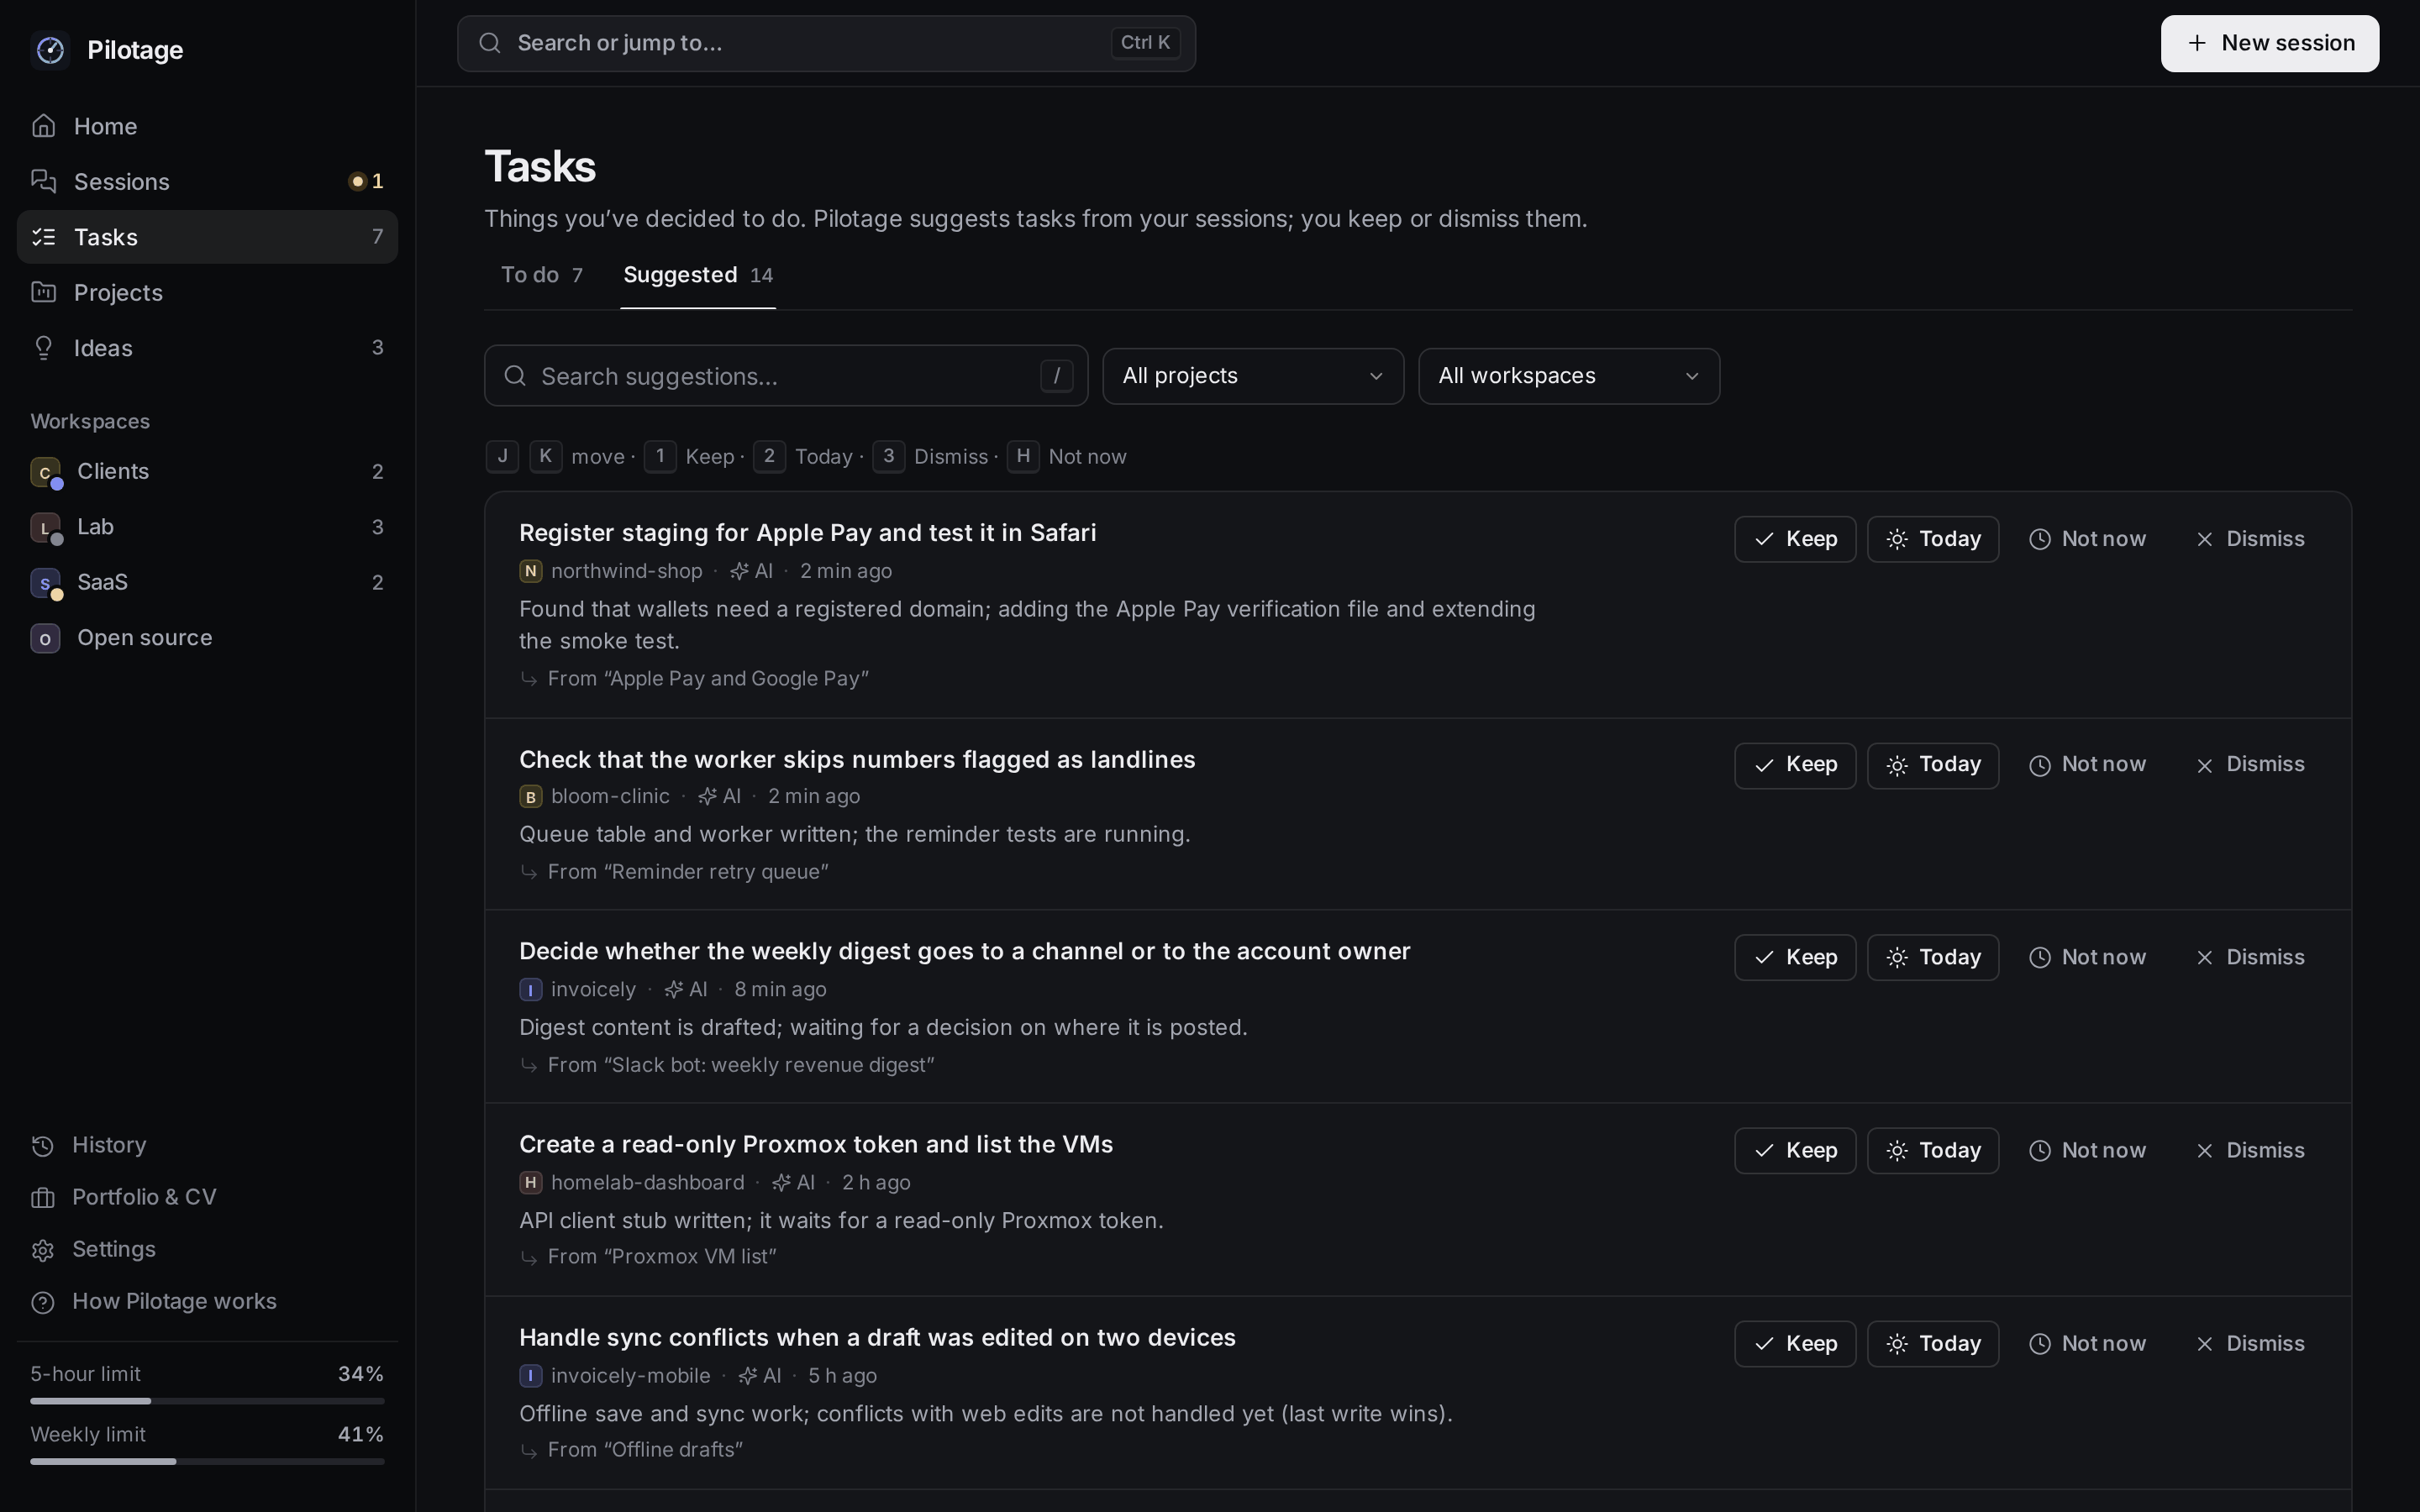 Pilotage
Search or jump to...
Ctrl K
New session
Home
Sessions
1
Tasks
7
Projects
Ideas
3
Workspaces
C
Clients
2
L
Lab
3
S
SaaS
2
O
Open source
History
Portfolio & CV
Settings
How Pilotage works
5-hour limit
34%
Weekly limit
41%
Tasks
Things you’ve decided to do. Pilotage suggests tasks from your sessions; you keep or dismiss them.
To do 7
Suggested 14
Search suggestions...
/
All projects
All workspaces
J K move · 1 Keep · 2 Today · 3 Dismiss · H Not now
Register staging for Apple Pay and test it in Safari
Keep
Today
Not now
Dismiss
N northwind-shop · AI · 2 min ago
Found that wallets need a registered domain; adding the Apple Pay verification file and extending
the smoke test.
From “Apple Pay and Google Pay”
Check that the worker skips numbers flagged as landlines
Keep
Today
Not now
Dismiss
B bloom-clinic · AI · 2 min ago
Queue table and worker written; the reminder tests are running.
From “Reminder retry queue”
Decide whether the weekly digest goes to a channel or to the account owner
Keep
Today
Not now
Dismiss
I invoicely · AI · 8 min ago
Digest content is drafted; waiting for a decision on where it is posted.
From “Slack bot: weekly revenue digest”
Create a read-only Proxmox token and list the VMs
Keep
Today
Not now
Dismiss
H homelab-dashboard · AI · 2 h ago
API client stub written; it waits for a read-only Proxmox token.
From “Proxmox VM list”
Handle sync conflicts when a draft was edited on two devices
Keep
Today
Not now
Dismiss
I invoicely-mobile · AI · 5 h ago
Offline save and sync work; conflicts with web edits are not handled yet (last write wins).
From “Offline drafts”